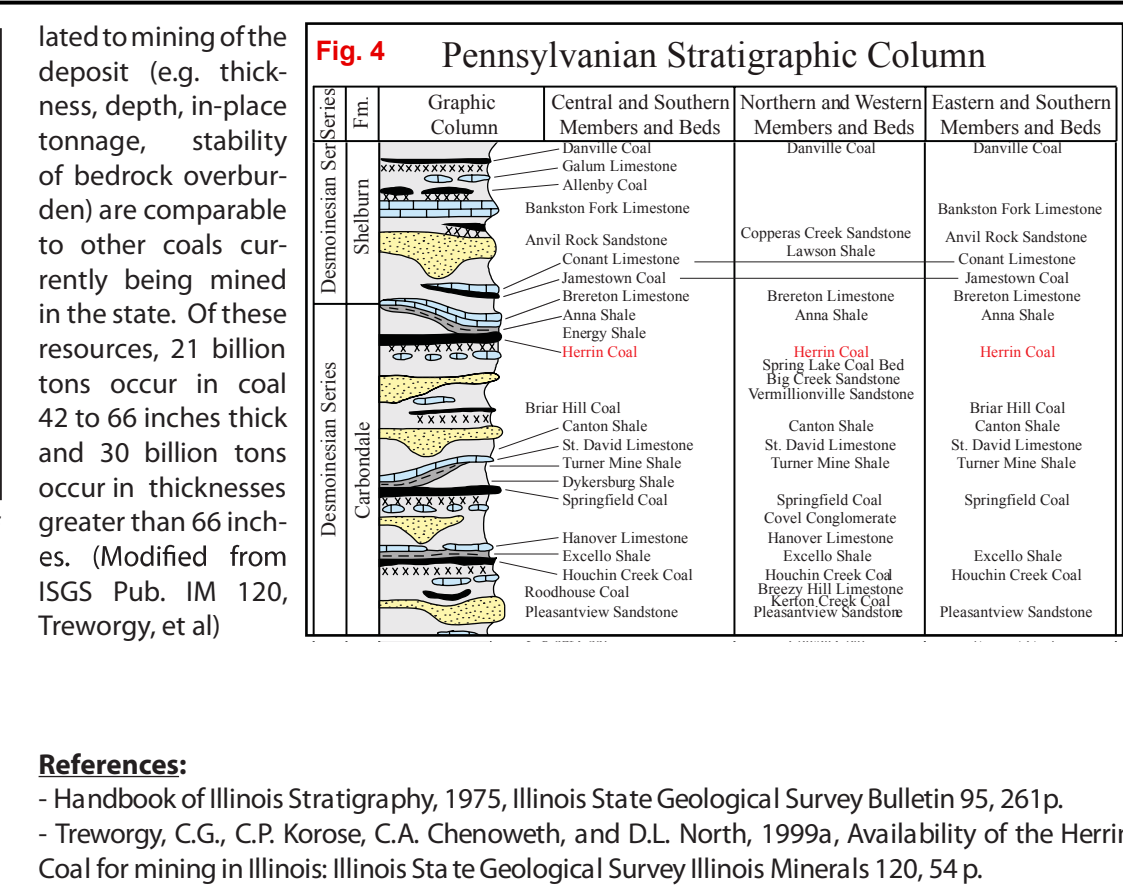 lated to mining of the
deposit (e.g. thick-
ness, depth, in-place
tonnage, stability
of bedrock overbur-
den) are comparable
to other coals cur-
rently being mined
in the state. Of these
resources, 21 billion
tons occur in coal
42 to 66 inches thick
and 30 billion tons
occur in thicknesses
greater than 66 inch-
es. (Modified from
ISGS Pub. IM 120,
Treworgy, et al)
Fig. 4
Pennsylvanian Stratigraphic Column
Series
Fm.
Graphic
Column
Central and Southern
Members and Beds
Northern and Western
Members and Beds
Eastern and Southern
Members and Beds
Desmoinesian Series
Shelburn
Desmoinesian Series
Carbondale
Danville Coal
Galum Limestone
Allenby Coal
Bankston Fork Limestone
Anvil Rock Sandstone
Conant Limestone
Jamestown Coal
Brereton Limestone
Anna Shale
Energy Shale
Herrin Coal
Briar Hill Coal
Canton Shale
St. David Limestone
Turner Mine Shale
Dykersburg Shale
Springfield Coal
Hanover Limestone
Excello Shale
Houchin Creek Coal
Roodhouse Coal
Pleasantview Sandstone
Danville Coal
Copperas Creek Sandstone
Lawson Shale
Brereton Limestone
Anna Shale
Herrin Coal
Spring Lake Coal Bed
Big Creek Sandstone
Vermillionville Sandstone
Canton Shale
St. David Limestone
Turner Mine Shale
Springfield Coal
Covel Conglomerate
Hanover Limestone
Excello Shale
Houchin Creek Coal
Breezy Hill Limestone
Kerton Creek Coal
Pleasantview Sandstone
Danville Coal
Bankston Fork Limestone
Anvil Rock Sandstone
Conant Limestone
Jamestown Coal
Brereton Limestone
Anna Shale
Herrin Coal
Briar Hill Coal
Canton Shale
St. David Limestone
Turner Mine Shale
Springfield Coal
Excello Shale
Houchin Creek Coal
Pleasantview Sandstone
References:
- Handbook of Illinois Stratigraphy, 1975, Illinois State Geological Survey Bulletin 95, 261p.
- Treworgy, C.G., C.P. Korose, C.A. Chenoweth, and D.L. North, 1999a, Availability of the Herrin
Coal for mining in Illinois: Illinois State Geological Survey Illinois Minerals 120, 54 p.